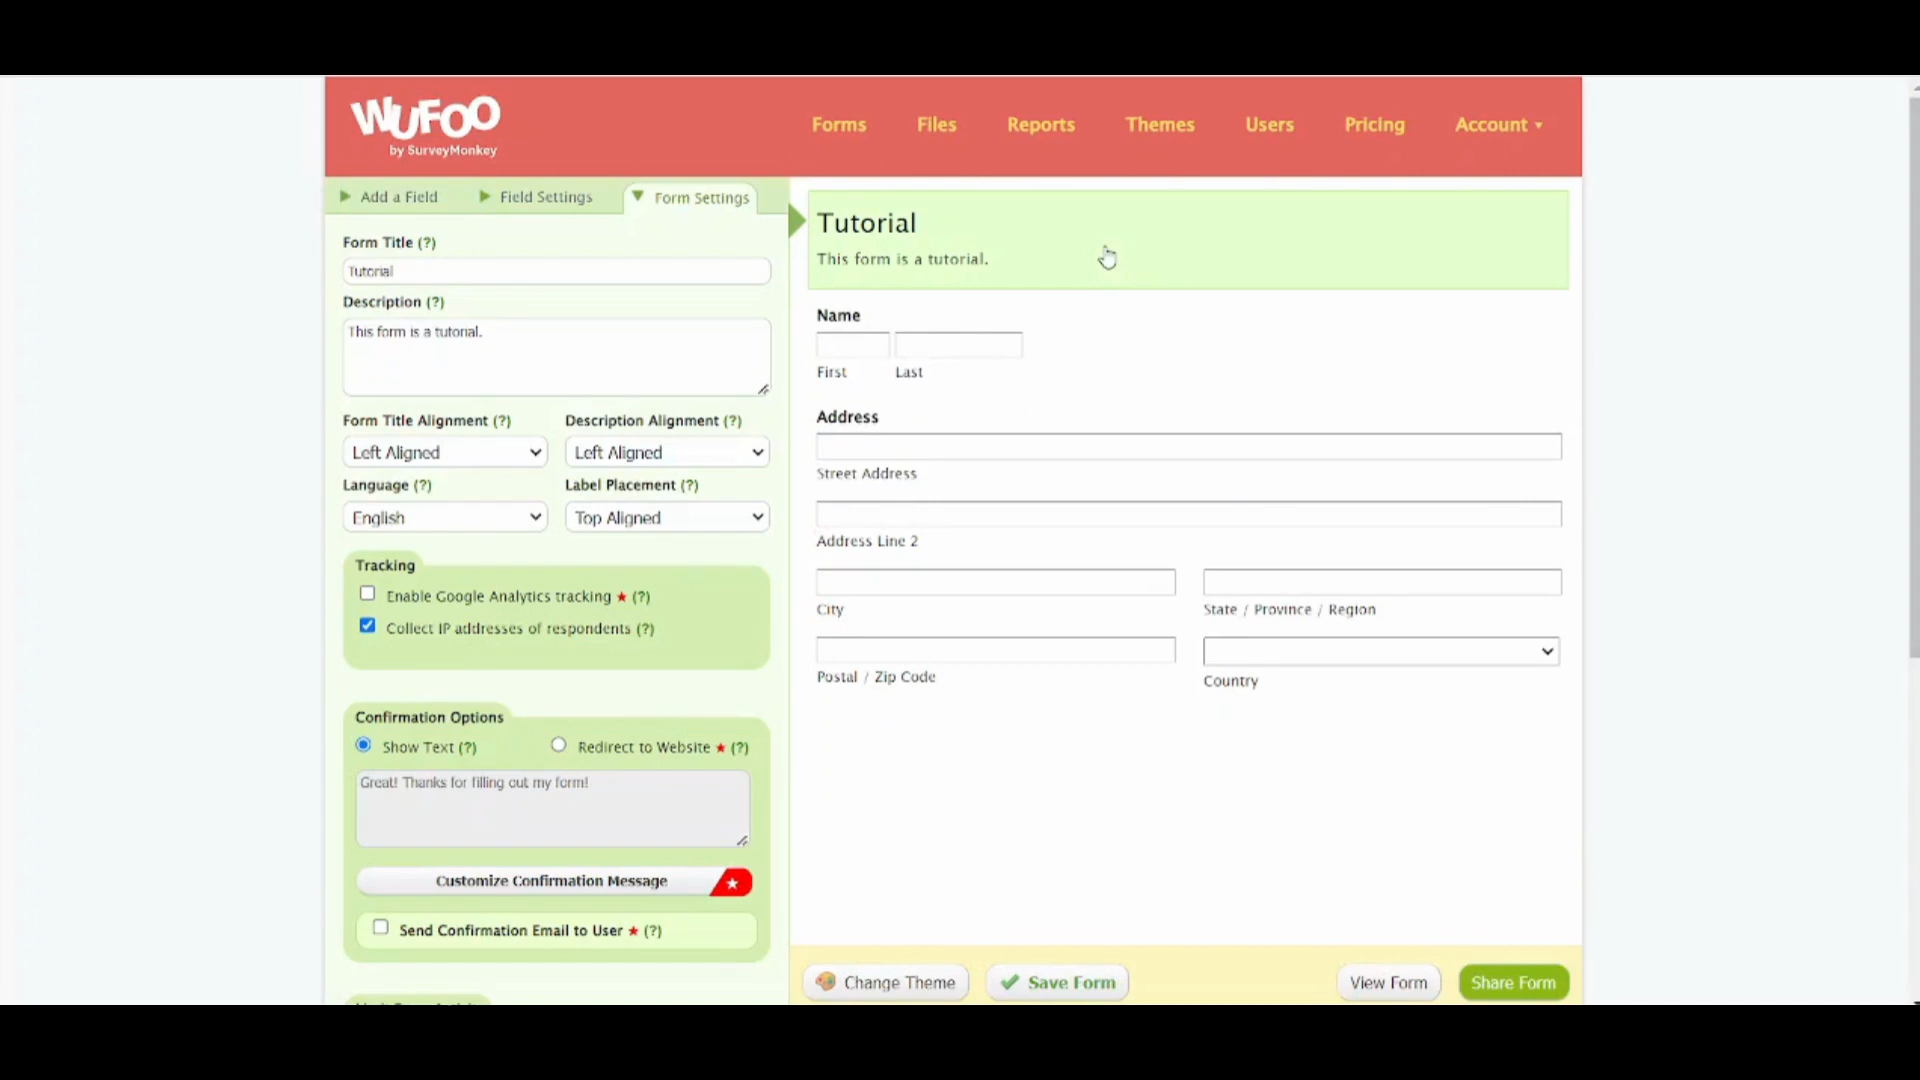 WUFOO
by SurveyMonkey
Forms
Files
Reports
Themes
Users
Pricing
Account
Add a Field
Field Settings
Form Settings
Form Title (?)
Tutorial
Description (?)
This form is a tutorial.
Form Title Alignment (?)
Description Alignment (?)
Left Aligned
Left Aligned
Language (?)
Label Placement (?)
English
Top Aligned
Tracking
Enable Google Analytics tracking ★ (?)
Collect IP addresses of respondents (?)
Confirmation Options
Show Text (?)
Redirect to Website ★ (?)
Great! Thanks for filling out my form!
Customize Confirmation Message
Send Confirmation Email to User ★ (?)
Tutorial
This form is a tutorial.
Name
First
Last
Address
Street Address
Address Line 2
City
State / Province / Region
Postal / Zip Code
Country
Change Theme
Save Form
View Form
Share Form